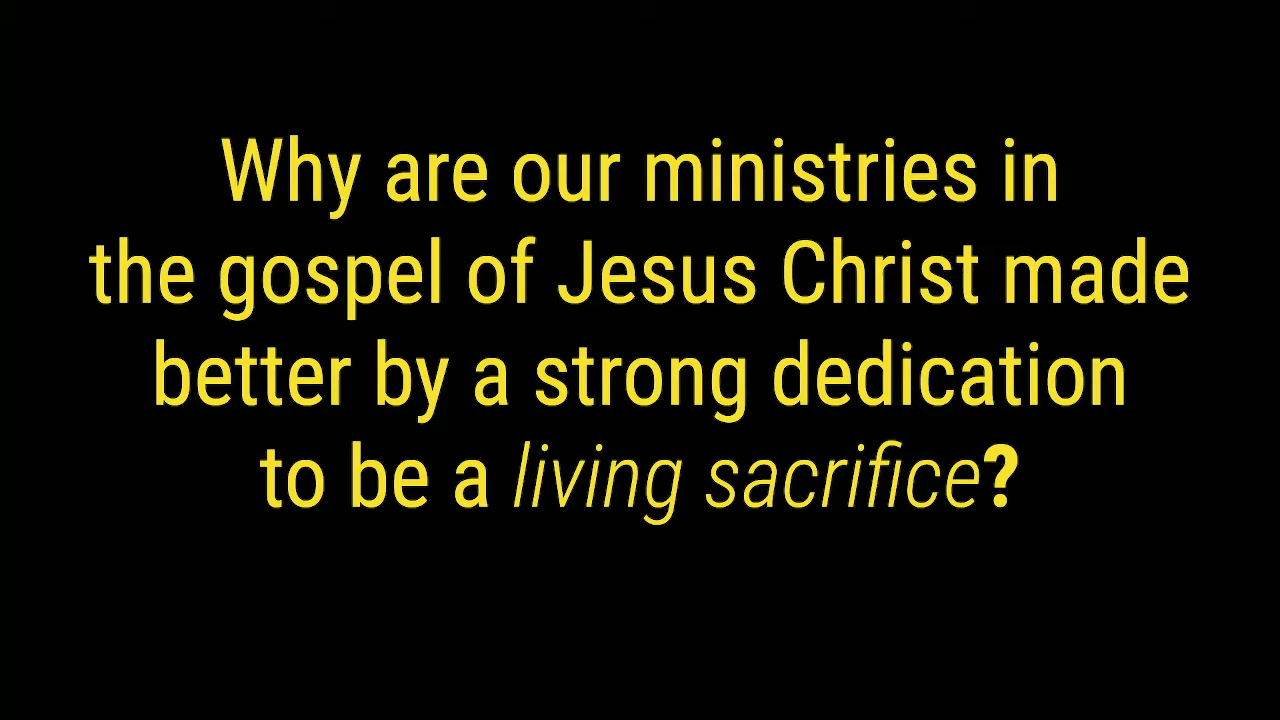 Why are our ministries in
the gospel of Jesus Christ made
better by a strong dedication
to be a living sacrifice?